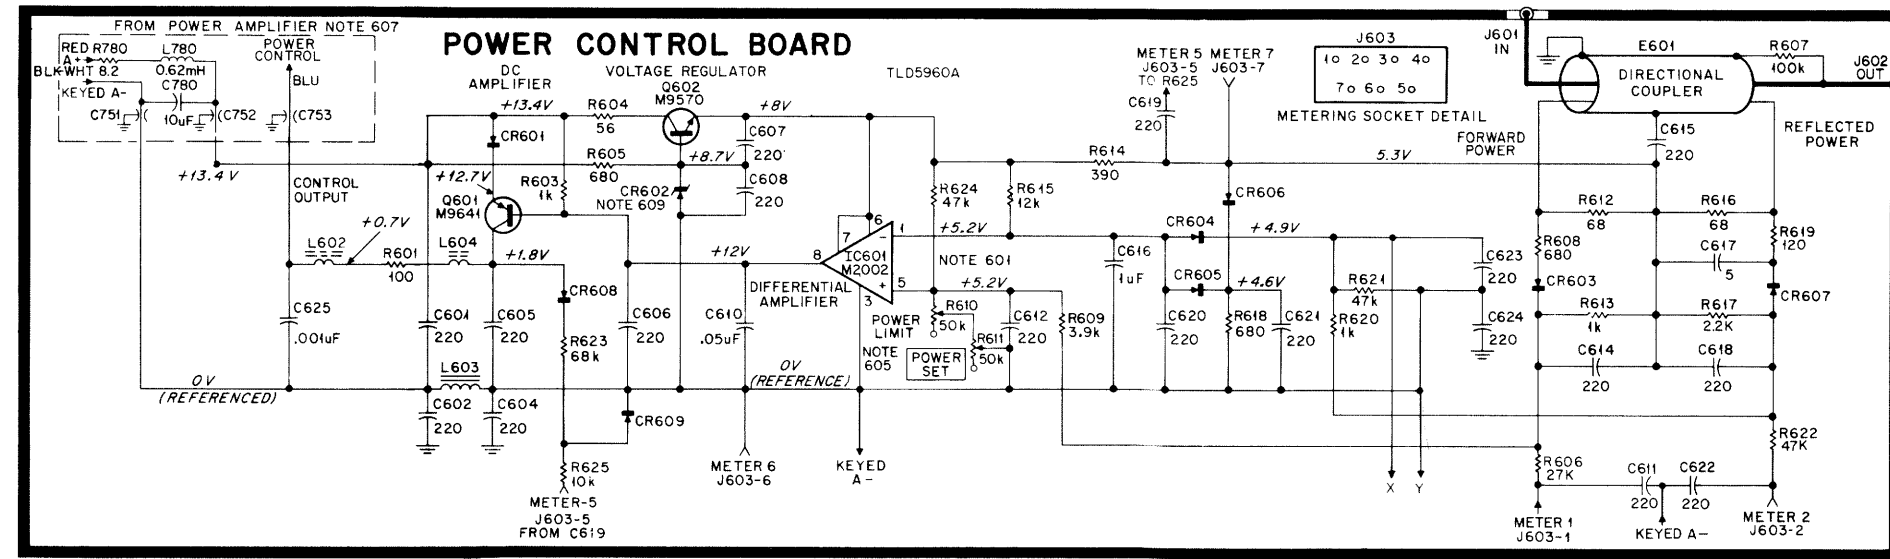 FROM POWER AMPLIFIER NOTE 607
RED R780
A+
BLK-WHT 8.2
KEYED A-
L780
0.62mH
C780
10uF
C751
C752
POWER
CONTROL
BLU
C753
POWER CONTROL BOARD
TLD5960A
DC
AMPLIFIER
VOLTAGE REGULATOR
Q602
M9570
+13.4V
R604
56
+8V
CR601
R605
680
+8.7V
C607
220
C608
220
CR602
NOTE 609
R603
1k
+12.7V
Q601
M9641
+13.4V
CONTROL
OUTPUT
+0.7V
L602
R601
100
L604
+1.8V
+12V
C625
.001uF
C601
220
C605
220
CR608
R623
68k
C606
220
C610
.05uF
L603
0V
(REFERENCED)
C602
220
C604
220
CR609
R625
10k
METER-5
J603-5
FROM C619
METER 6
J603-6
KEYED
A-
0V
(REFERENCE)
DIFFERENTIAL
AMPLIFIER
IC601
M2002
7
6
8
1
5
3
-
+
+5.2V
NOTE 601
+5.2V
R624
47k
R615
12k
R614
390
POWER
LIMIT
NOTE
605
R610
50k
R611
50k
POWER
SET
C612
220
R609
3.9k
METER 5
J603-5
TO R625
METER 7
J603-7
C619
220
CR606
CR604
+4.9V
C616
1uF
CR605
+4.6V
C620
220
R618
680
C621
220
R621
47k
R620
1k
C623
220
C624
220
X
Y
J603
1o 2o 3o 4o
7o 6o 5o
METERING SOCKET DETAIL
5.3V
FORWARD
POWER
J601
IN
E601
DIRECTIONAL
COUPLER
R607
100k
J602
OUT
REFLECTED
POWER
C615
220
R612
68
R616
68
R608
680
R619
120
C617
5
CR603
CR607
R613
1k
R617
2.2K
C614
220
C618
220
R622
47K
R606
27K
C611
220
C622
220
METER 1
J603-1
KEYED A-
METER 2
J603-2